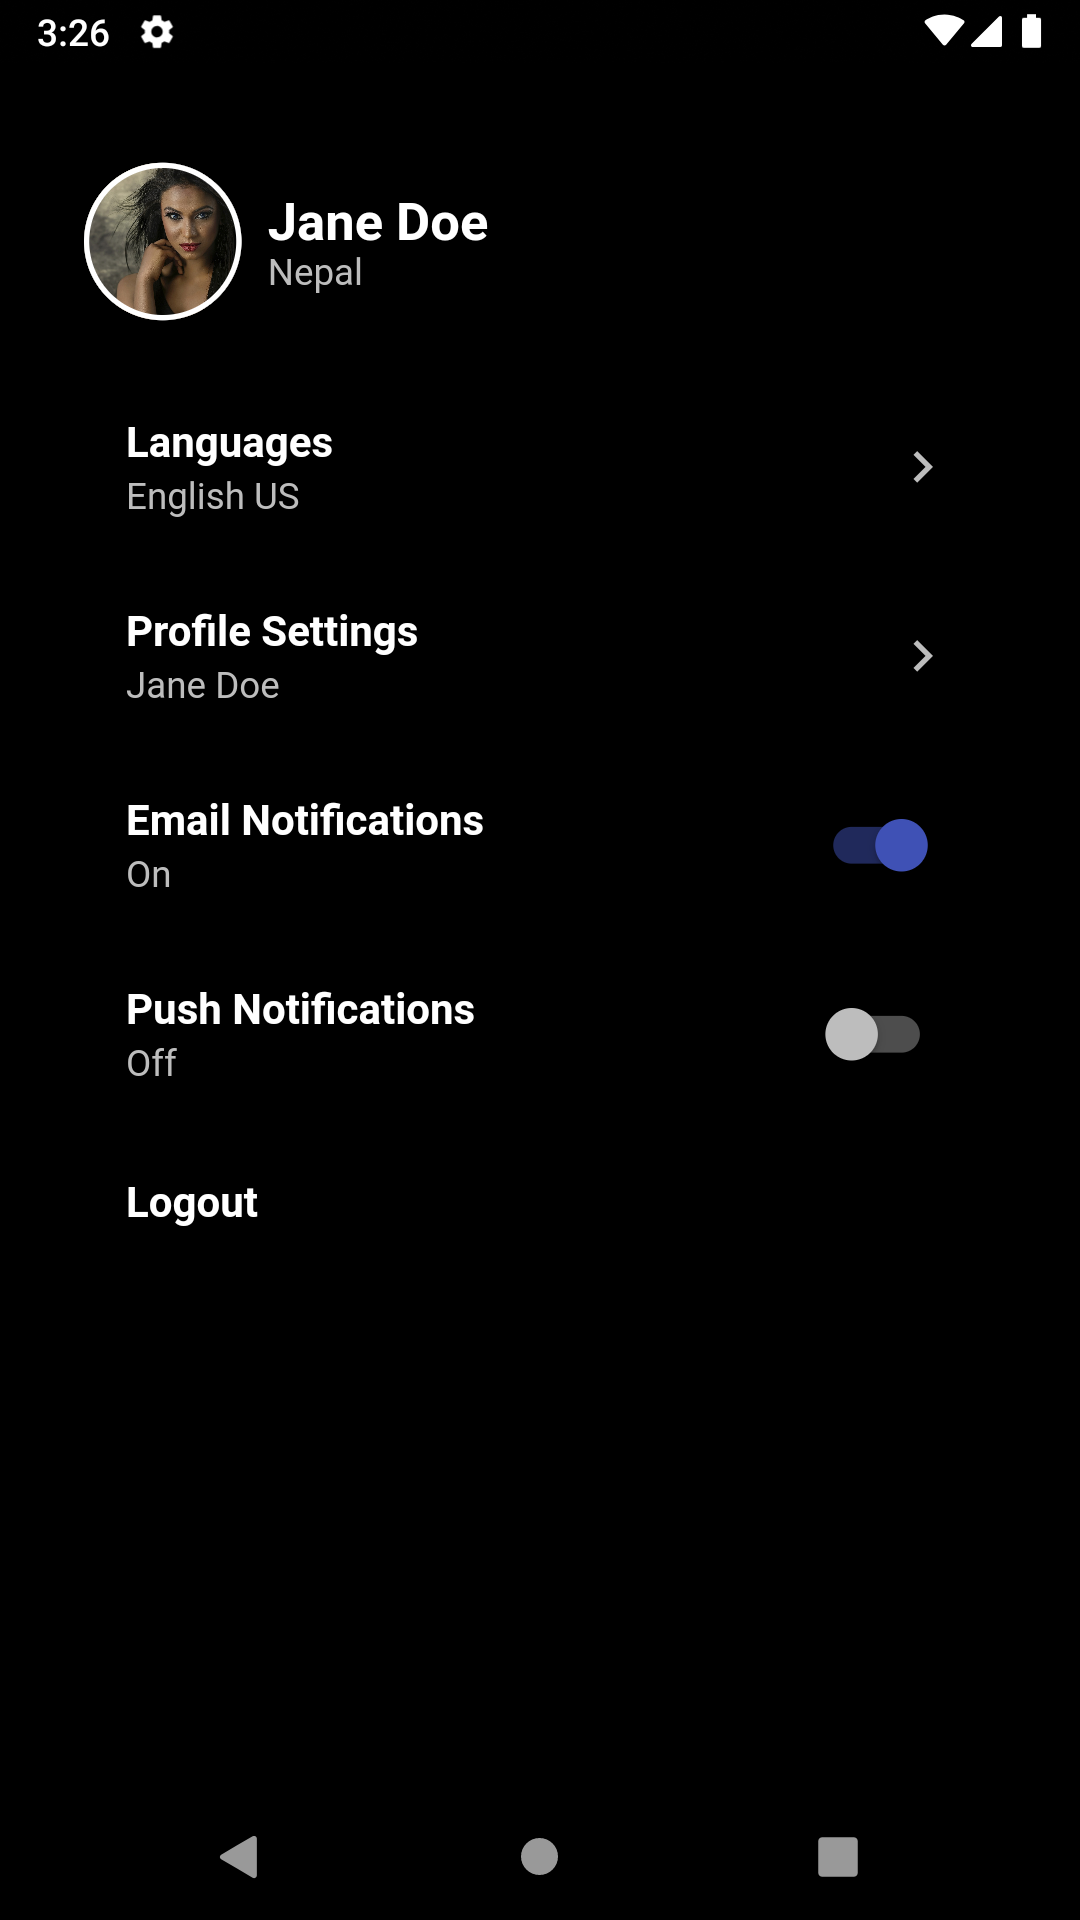 3:26
Jane Doe
Nepal
Languages
English US
Profile Settings
Jane Doe
Email Notifications
On
Push Notifications
Off
Logout